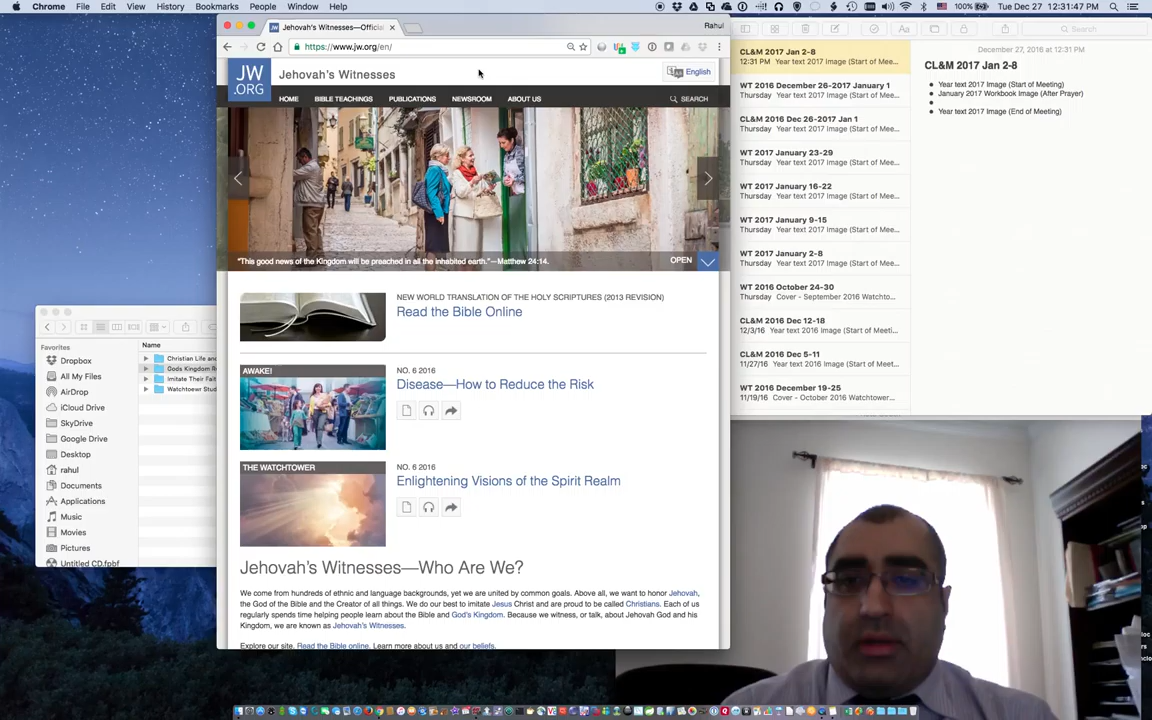 Chrome File Edit View History Bookmarks People Window Help
100% Tue Dec 27 12:31:47 PM
Jehovah's Witnesses—Official
Rahul
https://www.jw.org/en/
JW
.ORG
Jehovah's Witnesses
English
HOME BIBLE TEACHINGS PUBLICATIONS NEWSROOM ABOUT US SEARCH
"This good news of the Kingdom will be preached in all the inhabited earth."—Matthew 24:14.
OPEN
NEW WORLD TRANSLATION OF THE HOLY SCRIPTURES (2013 REVISION)
Read the Bible Online
AWAKE!
NO. 6 2016
Disease—How to Reduce the Risk
THE WATCHTOWER
NO. 6 2016
Enlightening Visions of the Spirit Realm
Jehovah's Witnesses—Who Are We?
We come from hundreds of ethnic and language backgrounds, yet we are united by common goals. Above all, we want to honor Jehovah,
the God of the Bible and the Creator of all things. We do our best to imitate Jesus Christ and are proud to be called Christians. Each of us
regularly spends time helping people learn about the Bible and God's Kingdom. Because we witness, or talk, about Jehovah God and his
Kingdom, we are known as Jehovah's Witnesses.
Explore our site. Read the Bible online. Learn more about us and our beliefs.
Favorites
Dropbox
All My Files
AirDrop
iCloud Drive
SkyDrive
Google Drive
Desktop
rahul
Documents
Applications
Music
Movies
Pictures
Untitled CD.fpbf
Name
Christian Life and
Gods Kingdom R
Imitate Their Fait
Watchtoewr Stud
Search
CL&M 2017 Jan 2-8
12:31 PM Year text 2017 Image (Start of Mee...
WT 2016 December 26-2017 January 1
Thursday Year text 2017 Image (Start of Mee...
CL&M 2016 Dec 26-2017 Jan 1
Thursday Year text 2017 Image (Start of Mee...
WT 2017 January 23-29
Thursday Year text 2017 Image (Start of Mee...
WT 2017 January 16-22
Thursday Year text 2017 Image (Start of Mee...
WT 2017 January 9-15
Thursday Year text 2017 Image (Start of Mee...
WT 2017 January 2-8
Thursday Year text 2017 Image (Start of Mee...
WT 2016 October 24-30
Thursday Cover - September 2016 Watchto...
CL&M 2016 Dec 12-18
12/3/16 Year text 2016 Image (Start of Meeti...
CL&M 2016 Dec 5-11
11/27/16 Year text 2016 Image (Start of Mee...
WT 2016 December 19-25
11/19/16 Cover - October 2016 Watchtower...
December 27, 2016 at 12:31 PM
CL&M 2017 Jan 2-8
Year text 2017 Image (Start of Meeting)
January 2017 Workbook Image (After Prayer)
Year text 2017 Image (End of Meeting)